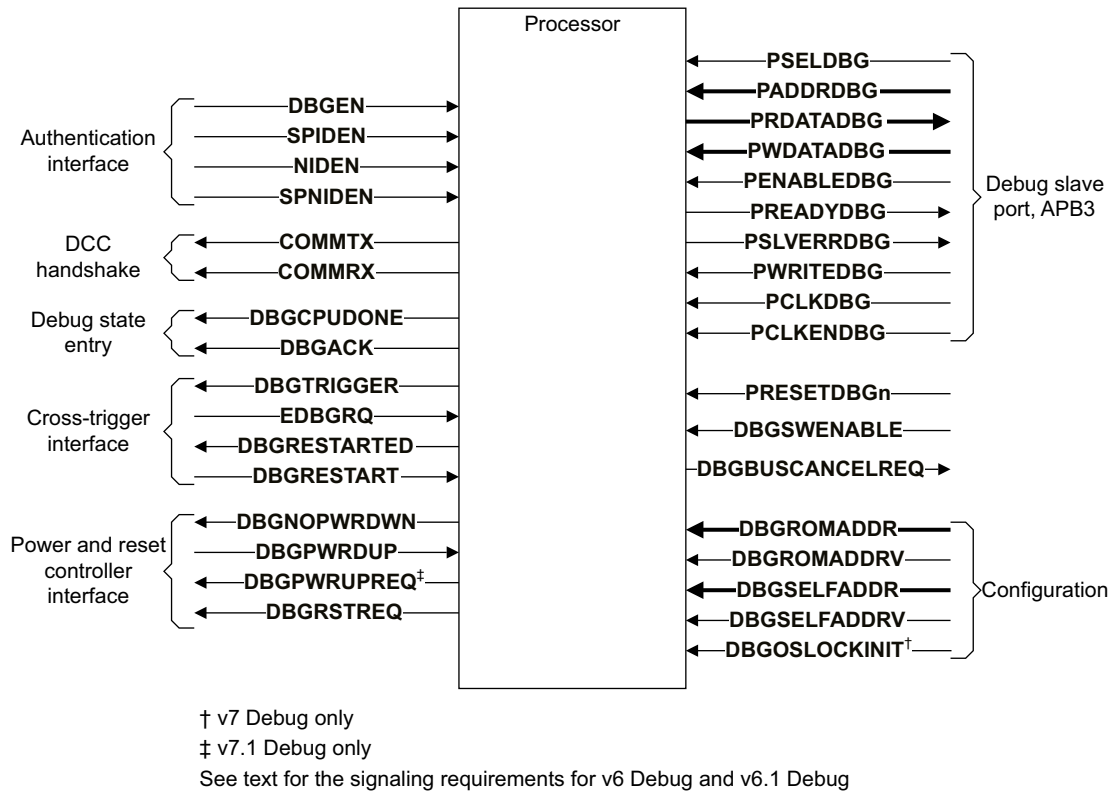 Processor
Authentication
interface
DBGEN
SPIDEN
NIDEN
SPNIDEN
DCC
handshake
COMMTX
COMMRX
Debug state
entry
DBGCPUDONE
DBGACK
Cross-trigger
interface
DBGTRIGGER
EDBGRQ
DBGRESTARTED
DBGRESTART
Power and reset
controller
interface
DBGNOPWRDWN
DBGPWRDUP
DBGPWRUPREQ‡
DBGRSTREQ
PSELDBG
PADDRDBG
PRDATADBG
PWDATADBG
PENABLEDBG
PREADYDBG
PSLVERRDBG
PWRITEDBG
PCLKDBG
PCLKENDBG
Debug slave
port, APB3
PRESETDBGn
DBGSWENABLE
DBGBUSCANCELREQ
DBGROMADDR
DBGROMADDRV
DBGSELFADDR
DBGSELFADDRV
DBGOSLOCKINIT†
Configuration
† v7 Debug only
‡ v7.1 Debug only
See text for the signaling requirements for v6 Debug and v6.1 Debug